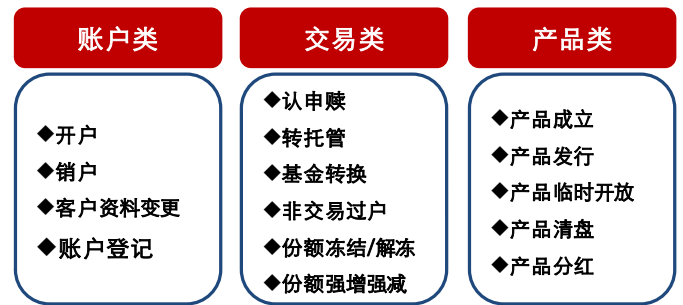 账户类
◆开户
◆销户
◆客户资料变更
◆账户登记
交易类
◆认申赎
◆转托管
◆基金转换
◆非交易过户
◆份额冻结/解冻
◆份额强增强减
产品类
◆产品成立
◆产品发行
◆产品临时开放
◆产品清盘
◆产品分红